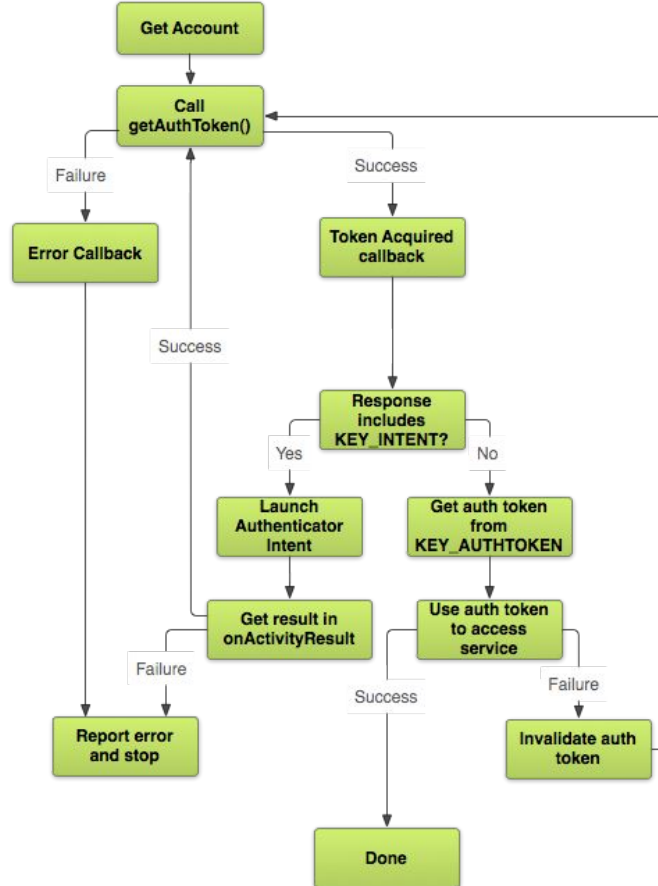 Get Account
Call
getAuthToken()
Failure
Success
Error Callback
Token Acquired
callback
Success
Response
includes
KEY_INTENT?
Yes
No
Launch
Authenticator
Intent
Get auth token
from
KEY_AUTHTOKEN
Get result in
onActivityResult
Use auth token
to access
service
Failure
Success
Failure
Report error
and stop
Invalidate auth
token
Done